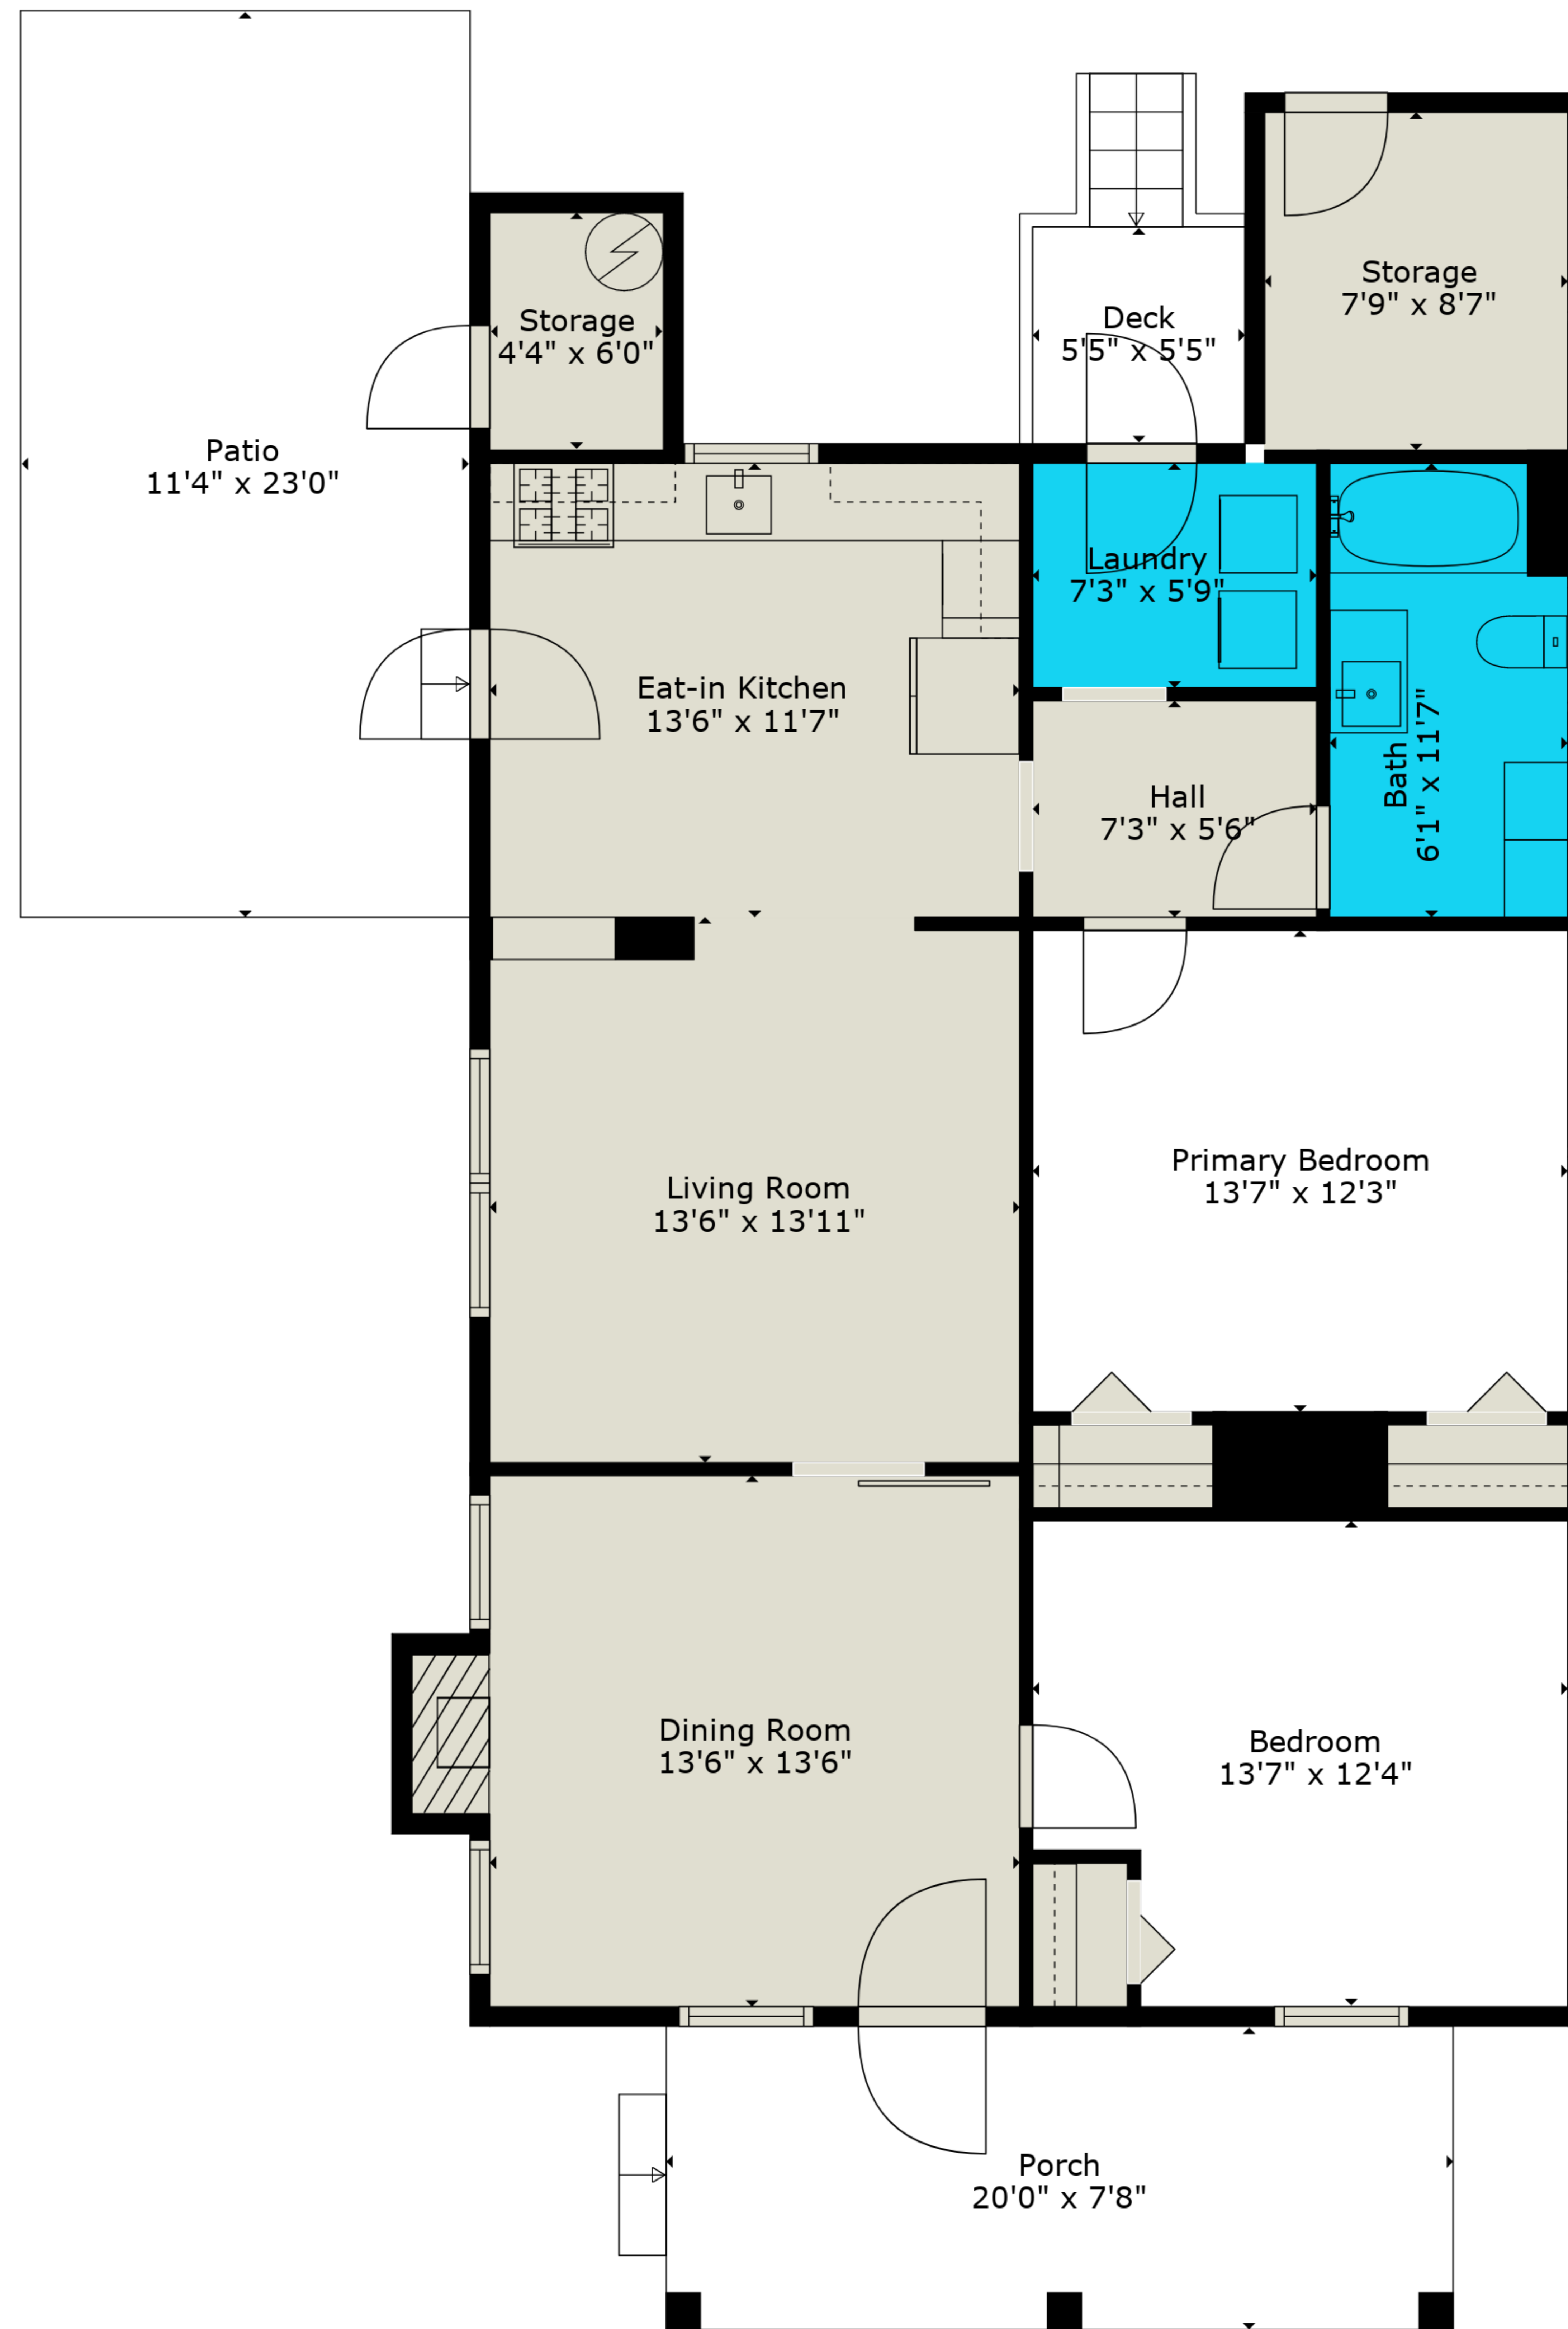 Storage
7'9" x 8'7"
Deck
5'5" x 5'5"
Storage
4'4" x 6'0"
Patio
11'4" x 23'0"
Laundry
7'3" x 5'9"
Eat-in Kitchen
13'6" x 11'7"
Bath
6'1" x 11'7"
Hall
7'3" x 5'6"
Primary Bedroom
13'7" x 12'3"
Living Room
13'6" x 13'11"
Dining Room
13'6" x 13'6"
Bedroom
13'7" x 12'4"
Porch
20'0" x 7'8"